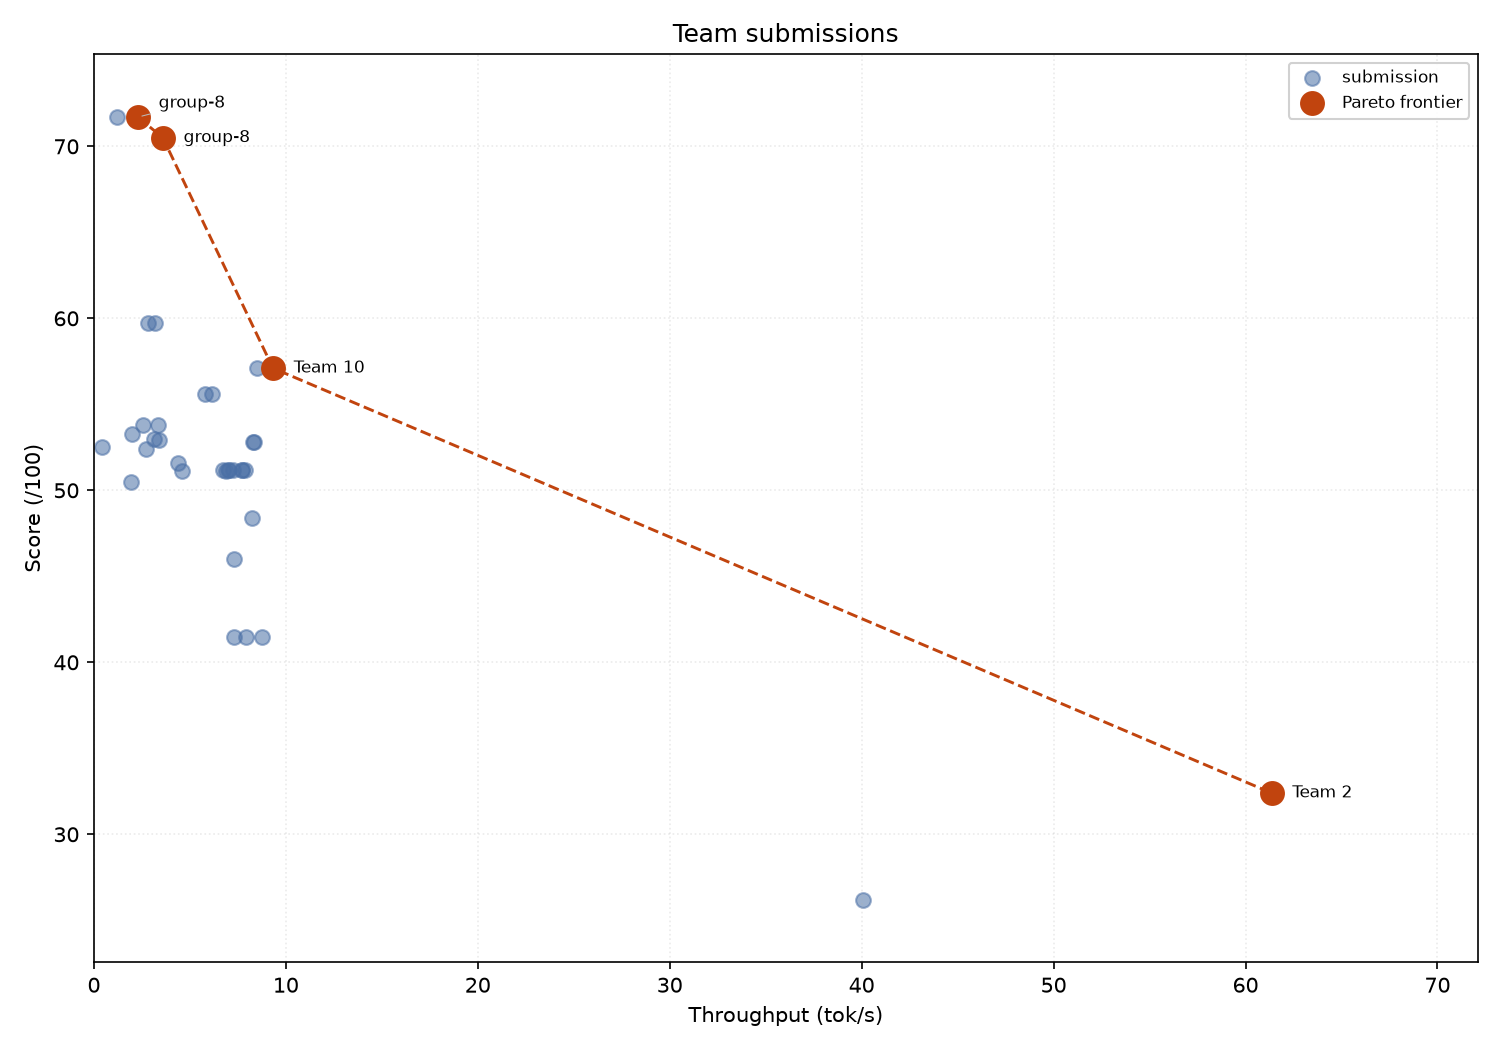 Team submissions
submission
Pareto frontier
group-8
group-8
Team 10
Team 2
Score (/100)
70
60
50
40
30
0 10 20 30 40 50 60 70
Throughput (tok/s)